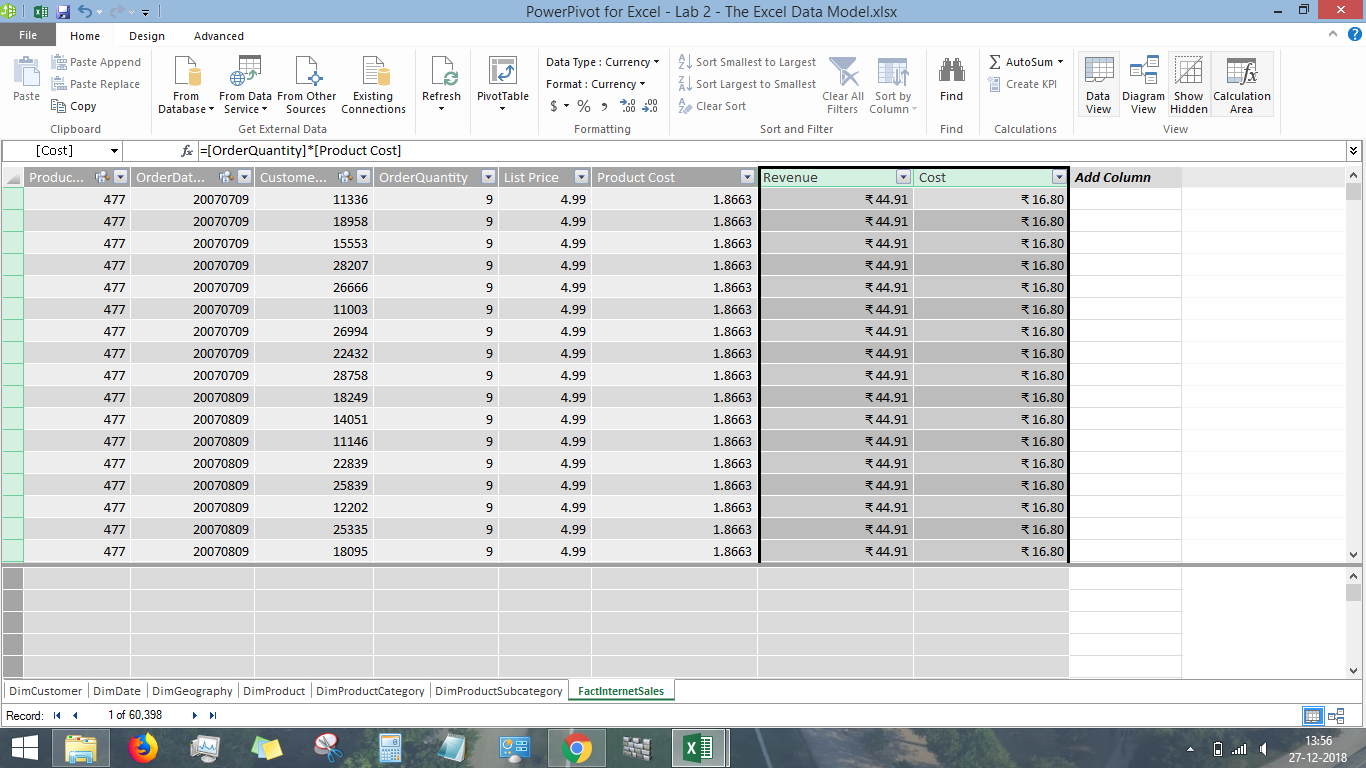 PowerPivot for Excel - Lab 2 - The Excel Data Model.xlsx
File Home Design Advanced
Paste
Paste Append
Paste Replace
Copy
Clipboard
From Database
From Data Service
From Other Sources
Existing Connections
Get External Data
Refresh
PivotTable
Data Type : Currency
Format : Currency
$ % , .00 .00
Formatting
Sort Smallest to Largest
Sort Largest to Smallest
Clear Sort
Clear All Filters
Sort by Column
Sort and Filter
Find
Find
AutoSum
Create KPI
Calculations
Data View
Diagram View
Show Hidden
Calculation Area
View
[Cost] fx =[OrderQuantity]*[Product Cost]
Produc... OrderDat... Custome... OrderQuantity List Price Product Cost Revenue Cost Add Column
477 20070709 11336 9 4.99 1.8663 ₹ 44.91 ₹ 16.80
477 20070709 18958 9 4.99 1.8663 ₹ 44.91 ₹ 16.80
477 20070709 15553 9 4.99 1.8663 ₹ 44.91 ₹ 16.80
477 20070709 28207 9 4.99 1.8663 ₹ 44.91 ₹ 16.80
477 20070709 26666 9 4.99 1.8663 ₹ 44.91 ₹ 16.80
477 20070709 11003 9 4.99 1.8663 ₹ 44.91 ₹ 16.80
477 20070709 26994 9 4.99 1.8663 ₹ 44.91 ₹ 16.80
477 20070709 22432 9 4.99 1.8663 ₹ 44.91 ₹ 16.80
477 20070709 28758 9 4.99 1.8663 ₹ 44.91 ₹ 16.80
477 20070809 18249 9 4.99 1.8663 ₹ 44.91 ₹ 16.80
477 20070809 14051 9 4.99 1.8663 ₹ 44.91 ₹ 16.80
477 20070809 11146 9 4.99 1.8663 ₹ 44.91 ₹ 16.80
477 20070809 22839 9 4.99 1.8663 ₹ 44.91 ₹ 16.80
477 20070809 25839 9 4.99 1.8663 ₹ 44.91 ₹ 16.80
477 20070809 12202 9 4.99 1.8663 ₹ 44.91 ₹ 16.80
477 20070809 25335 9 4.99 1.8663 ₹ 44.91 ₹ 16.80
477 20070809 18095 9 4.99 1.8663 ₹ 44.91 ₹ 16.80
DimCustomer DimDate DimGeography DimProduct DimProductCategory DimProductSubcategory FactInternetSales
Record: 1 of 60,398
13:56
27-12-2018